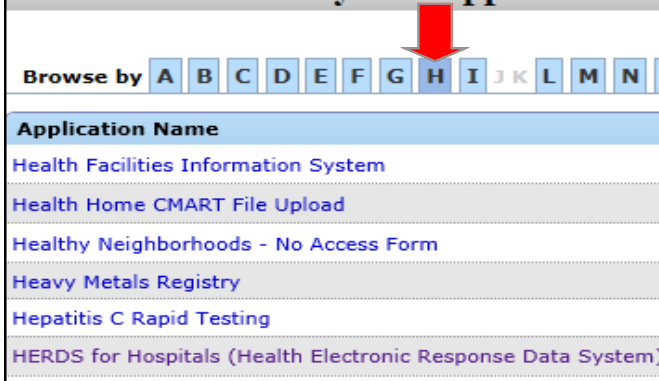 Browse by A B C D E F G H I J K L M N
Application Name
Health Facilities Information System
Health Home CMART File Upload
Healthy Neighborhoods - No Access Form
Heavy Metals Registry
Hepatitis C Rapid Testing
HERDS for Hospitals (Health Electronic Response Data System)